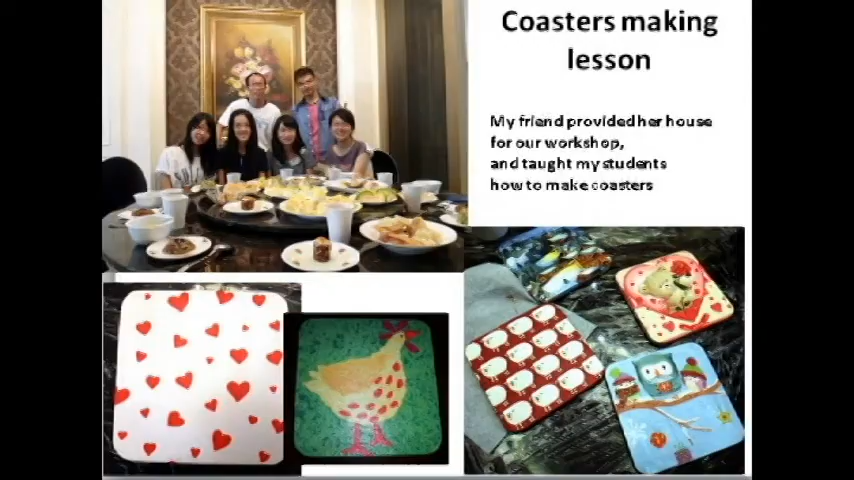 Coasters making
lesson
My friend provided her house
for our workshop,
and taught my students
how to make coasters